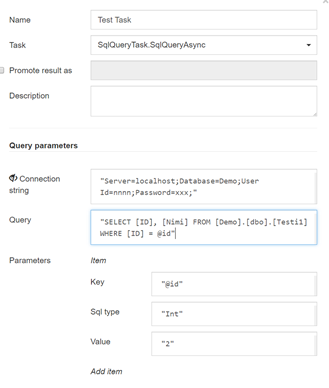 Name
Test Task
Task
SqlQueryTask.SqlQueryAsync
Promote result as
Description
Query parameters
Connection string
"Server=localhost;Database=Demo;User
Id=nnnn;Password=xxx;"
Query
"SELECT [ID], [Nimi] FROM [Demo].[dbo].[Testi1]
WHERE [ID] = @id"
Parameters
Item
Key
"@id"
Sql type
"Int"
Value
"2"
Add item